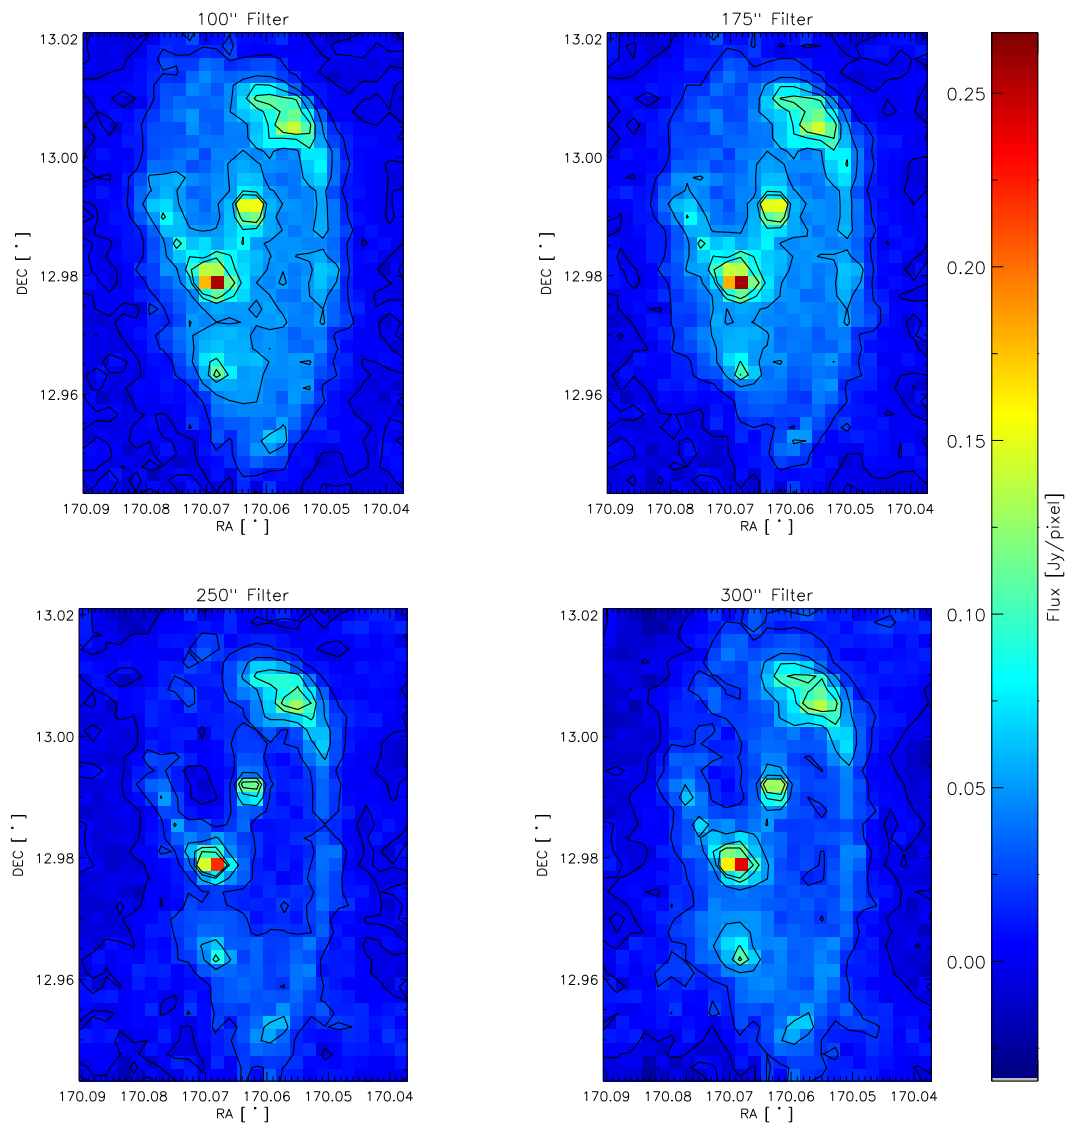 100" Filter
175" Filter
13.02
13.00
12.98
12.96
DEC [ ° ]
170.09 170.08 170.07 170.06 170.05 170.04
RA [ ° ]
13.02
13.00
12.98
12.96
DEC [ ° ]
170.09 170.08 170.07 170.06 170.05 170.04
RA [ ° ]
250" Filter
300" Filter
13.02
13.00
12.98
12.96
DEC [ ° ]
170.09 170.08 170.07 170.06 170.05 170.04
RA [ ° ]
13.02
13.00
12.98
12.96
DEC [ ° ]
170.09 170.08 170.07 170.06 170.05 170.04
RA [ ° ]
0.25
0.20
0.15
0.10
0.05
0.00
Flux [Jy/pixel]